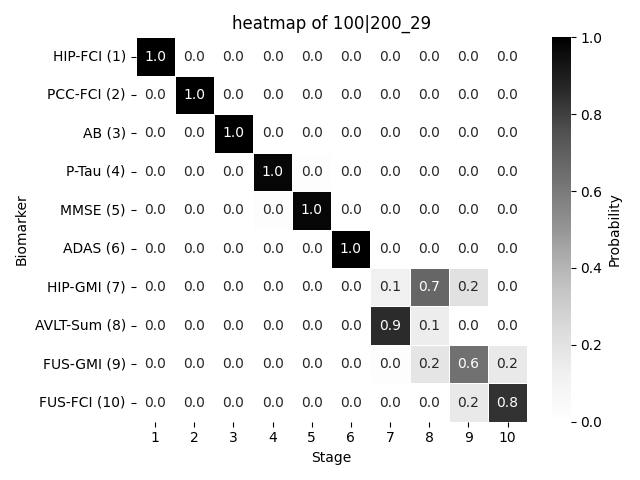 heatmap of 100|200_29
HIP-FCI (1) 1.0 0.0 0.0 0.0 0.0 0.0 0.0 0.0 0.0 0.0
PCC-FCI (2) 0.0 1.0 0.0 0.0 0.0 0.0 0.0 0.0 0.0 0.0
AB (3) 0.0 0.0 1.0 0.0 0.0 0.0 0.0 0.0 0.0 0.0
P-Tau (4) 0.0 0.0 0.0 1.0 0.0 0.0 0.0 0.0 0.0 0.0
MMSE (5) 0.0 0.0 0.0 0.0 1.0 0.0 0.0 0.0 0.0 0.0
ADAS (6) 0.0 0.0 0.0 0.0 0.0 1.0 0.0 0.0 0.0 0.0
HIP-GMI (7) 0.0 0.0 0.0 0.0 0.0 0.0 0.1 0.7 0.2 0.0
AVLT-Sum (8) 0.0 0.0 0.0 0.0 0.0 0.0 0.9 0.1 0.0 0.0
FUS-GMI (9) 0.0 0.0 0.0 0.0 0.0 0.0 0.0 0.2 0.6 0.2
FUS-FCI (10) 0.0 0.0 0.0 0.0 0.0 0.0 0.0 0.0 0.2 0.8
1 2 3 4 5 6 7 8 9 10
Stage
Biomarker
1.0
0.8
0.6
0.4
0.2
0.0
Probability